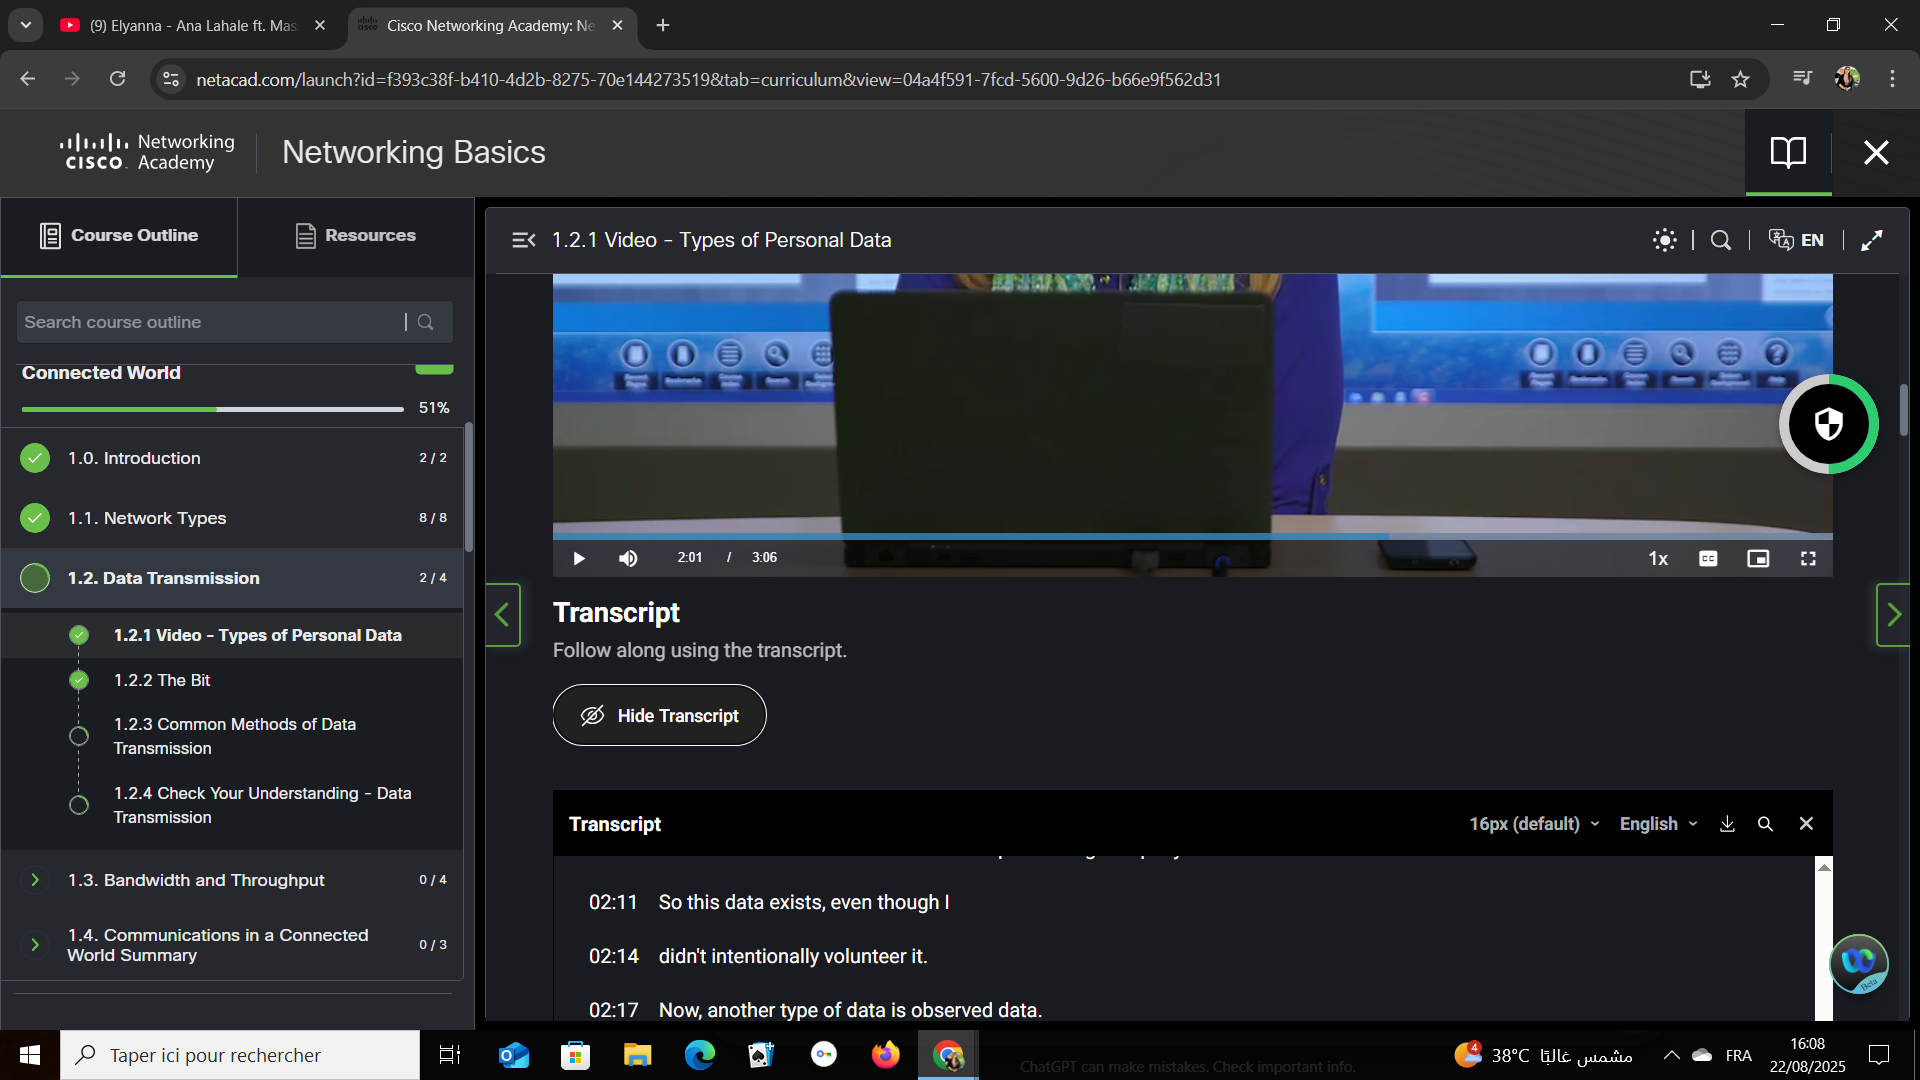 (9) Elyanna - Ana Lahale ft. Mas
Cisco Networking Academy: Ne
netacad.com/launch?id=f393c38f-b410-4d2b-8275-70e144273519&tab=curriculum&view=04a4f591-7fcd-5600-9d26-b66e9f562d31
CISCO Networking Academy
Networking Basics
Course Outline
Resources
1.2.1 Video - Types of Personal Data
EN
Search course outline
Connected World
51%
1.0. Introduction 2 / 2
1.1. Network Types 8 / 8
1.2. Data Transmission 2 / 4
1.2.1 Video - Types of Personal Data
1.2.2 The Bit
1.2.3 Common Methods of Data
Transmission
1.2.4 Check Your Understanding - Data
Transmission
1.3. Bandwidth and Throughput 0 / 4
1.4. Communications in a Connected
World Summary 0 / 3
2:01 / 3:06
1x
CC
Transcript
Follow along using the transcript.
Hide Transcript
Transcript
16px (default)
English
02:11 So this data exists, even though I
02:14 didn't intentionally volunteer it.
02:17 Now, another type of data is observed data.
Beta
Taper ici pour rechercher
ChatGPT can make mistakes. Check important info.
4
38°C مشمس غالبًا
FRA
16:08
22/08/2025